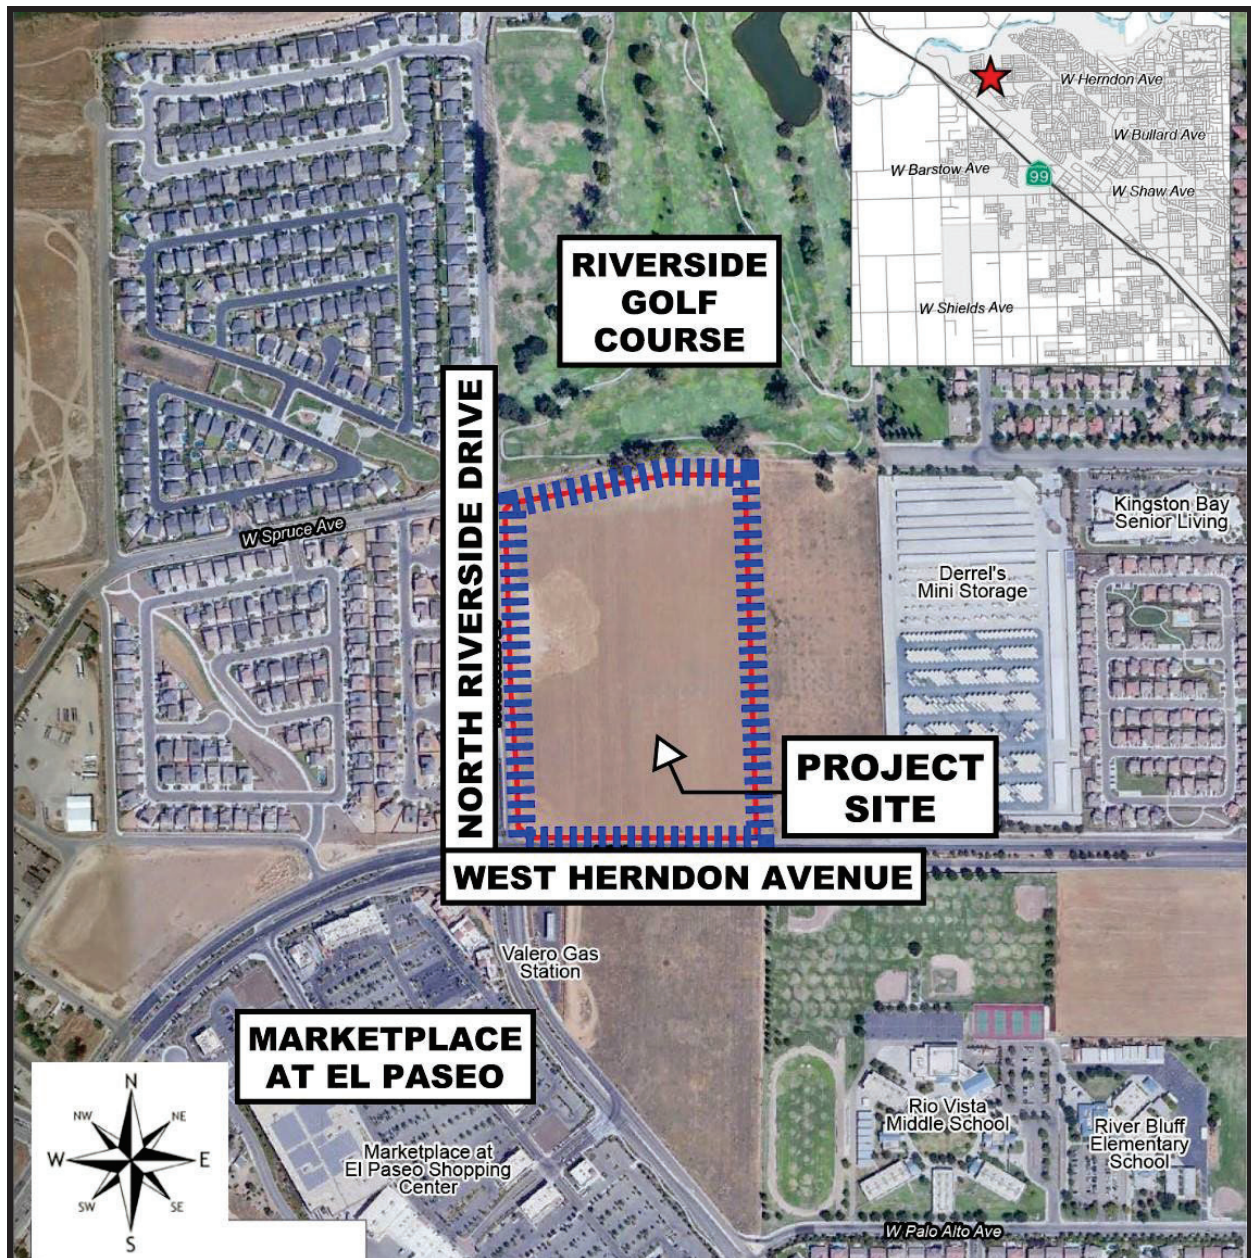 W Herndon Ave
W Bullard Ave
W Barstow Ave
99
W Shaw Ave
W Shields Ave
RIVERSIDE
GOLF
COURSE
NORTH RIVERSIDE DRIVE
W Spruce Ave
Kingston Bay
Senior Living
Derrel's
Mini Storage
PROJECT
SITE
WEST HERNDON AVENUE
Valero Gas
Station
MARKETPLACE
AT EL PASEO
Marketplace at
El Paseo Shopping
Center
Rio Vista
Middle School
River Bluff
Elementary
School
W Palo Alto Ave
N
NW
NE
W
E
SW
SE
S